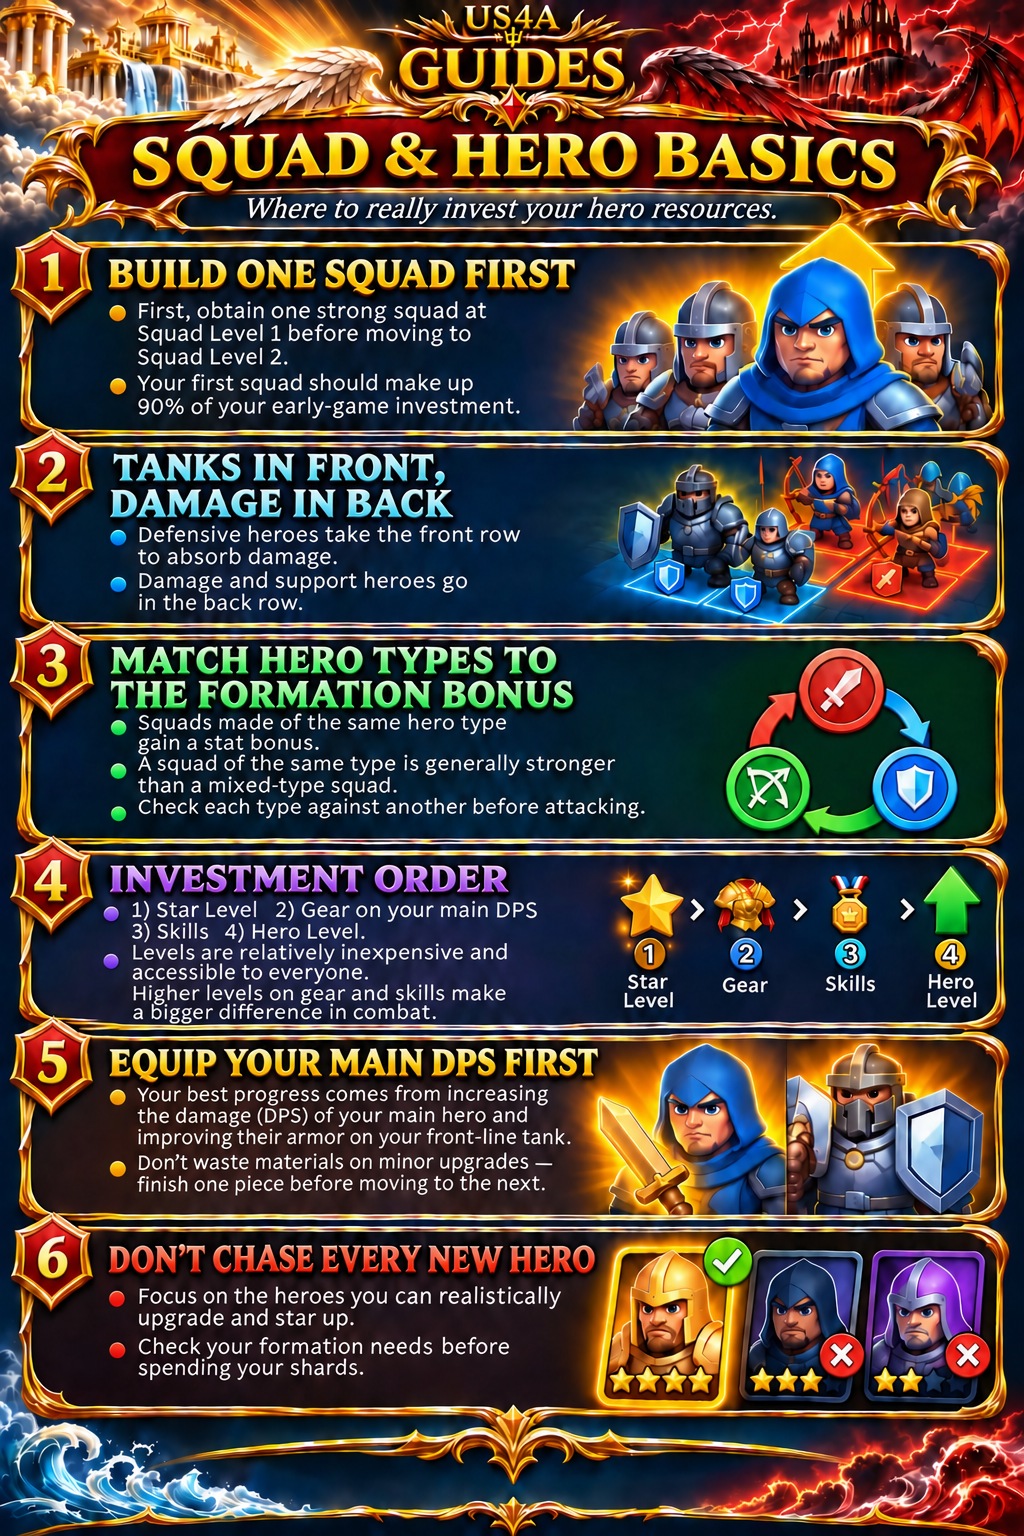 US4A
GUIDES
SQUAD & HERO BASICS
Where to really invest your hero resources.
1
BUILD ONE SQUAD FIRST
First, obtain one strong squad at
Squad Level 1 before moving to
Squad Level 2.
Your first squad should make up
90% of your early-game investment.
2
TANKS IN FRONT,
DAMAGE IN BACK
Defensive heroes take the front row
to absorb damage.
Damage and support heroes go
in the back row.
3
MATCH HERO TYPES TO
THE FORMATION BONUS
Squads made of the same hero type
gain a stat bonus.
A squad of the same type is generally stronger
than a mixed-type squad.
Check each type against another before attacking.
4
INVESTMENT ORDER
1) Star Level 2) Gear on your main DPS
3) Skills 4) Hero Level.
Levels are relatively inexpensive and
accessible to everyone.
Higher levels on gear and skills make
a bigger difference in combat.
1
Star
Level
2
Gear
3
Skills
4
Hero
Level
5
EQUIP YOUR MAIN DPS FIRST
Your best progress comes from increasing
the damage (DPS) of your main hero and
improving their armor on your front-line tank.
Don't waste materials on minor upgrades —
finish one piece before moving to the next.
6
DON'T CHASE EVERY NEW HERO
Focus on the heroes you can realistically
upgrade and star up.
Check your formation needs before
spending your shards.